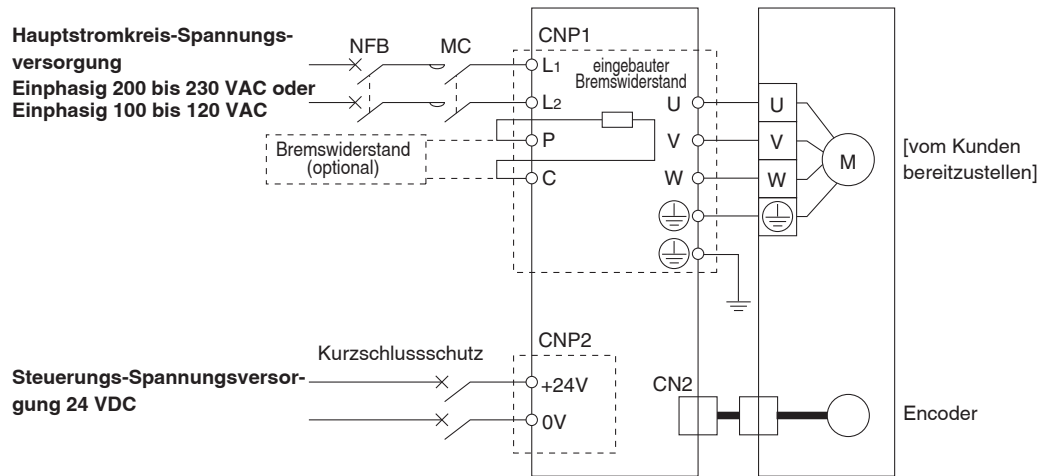 Hauptstromkreis-Spannungs-
versorgung
Einphasig 200 bis 230 VAC oder
Einphasig 100 bis 120 VAC
NFB
MC
CNP1
L1
L2
P
C
eingebauter
Bremswiderstand
U
V
W
Bremswiderstand
(optional)
U
V
W
M
[vom Kunden
bereitzustellen]
Kurzschlussschutz
Steuerungs-Spannungsversor-
gung 24 VDC
CNP2
+24V
0V
CN2
Encoder